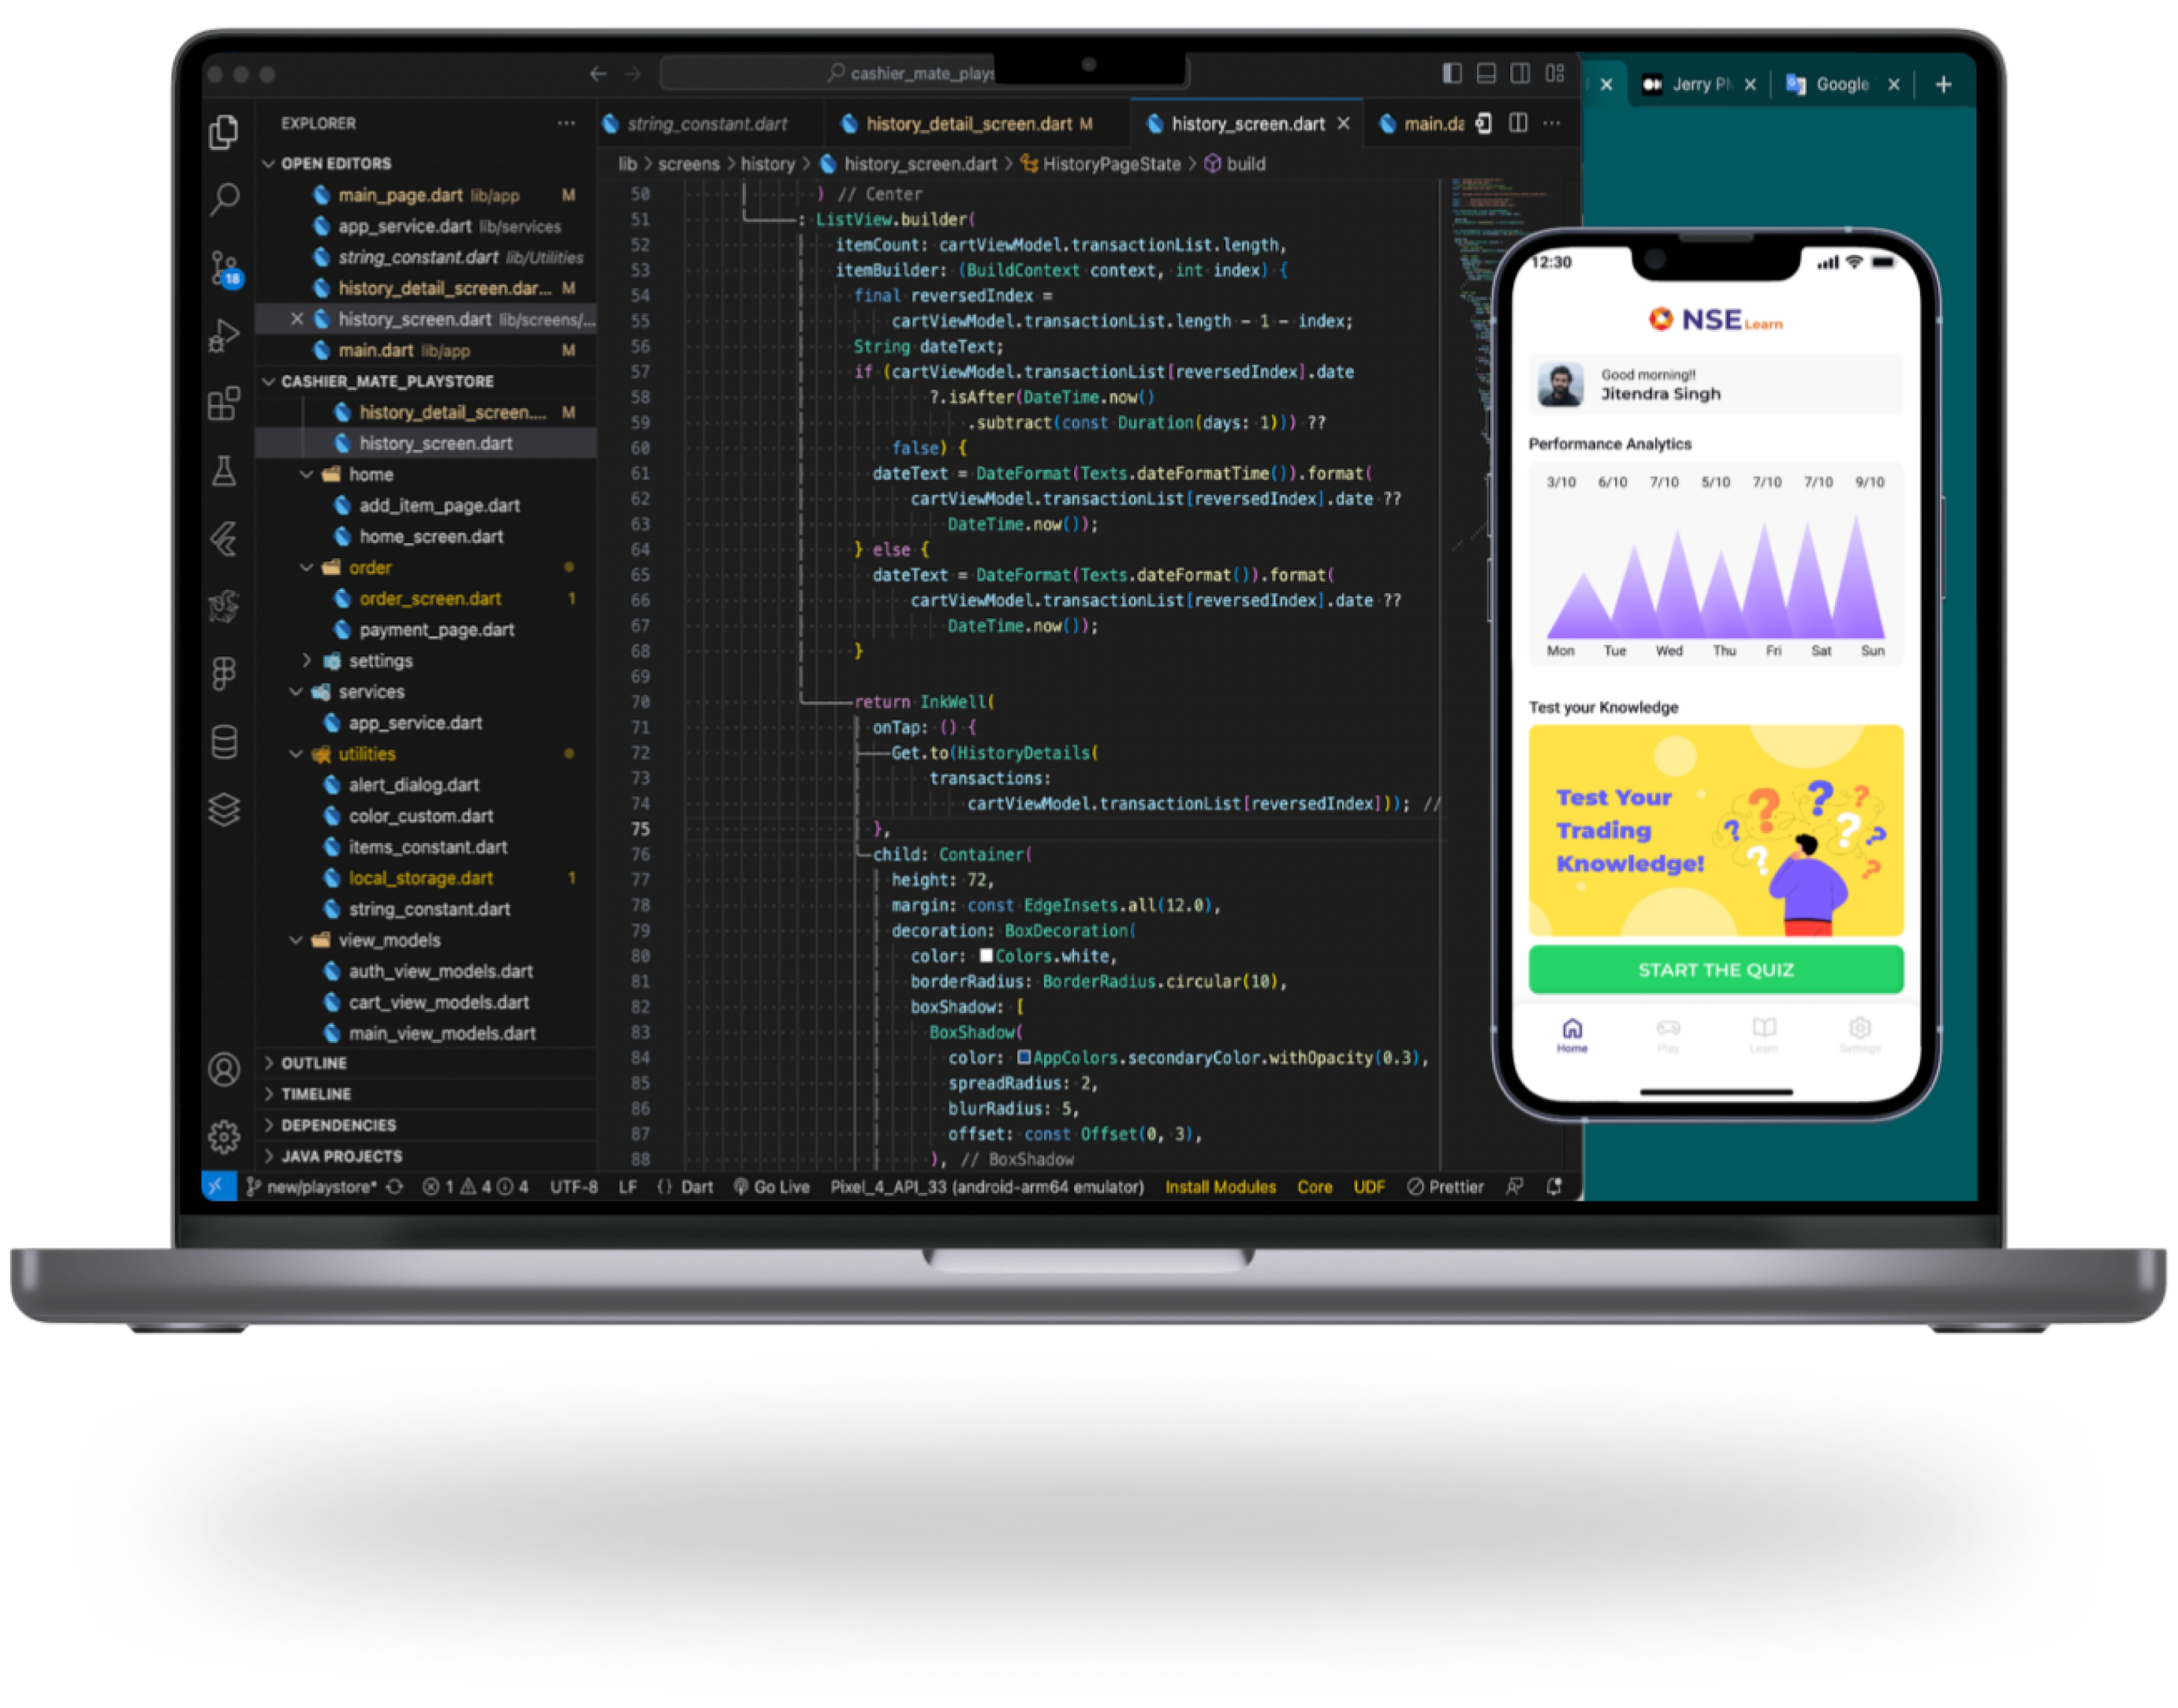 cashier_mate_plays
Jerry
Google
EXPLORER
string_constant.dart
history_detail_screen.dart M
history_screen.dart
main.da
OPEN EDITORS
lib > screens > history > history_screen.dart > HistoryPageState > build
main_page.dart lib/app M
app_service.dart lib/services
string_constant.dart lib/Utilities
history_detail_screen.dar... M
history_screen.dart lib/screens/...
main.dart lib/app M
CASHIER_MATE_PLAYSTORE
history_detail_screen.... M
history_screen.dart
home
add_item_page.dart
home_screen.dart
order
order_screen.dart 1
payment_page.dart
settings
services
app_service.dart
utilities
alert_dialog.dart
color_custom.dart
items_constant.dart
local_storage.dart 1
string_constant.dart
view_models
auth_view_models.dart
cart_view_models.dart
main_view_models.dart
OUTLINE
TIMELINE
DEPENDENCIES
JAVA PROJECTS
18
50 ) // Center
51 : ListView.builder(
52 itemCount: cartViewModel.transactionList.length,
53 itemBuilder: (BuildContext context, int index) {
54 final reversedIndex =
55 cartViewModel.transactionList.length - 1 - index;
56 String dateText;
57 if (cartViewModel.transactionList[reversedIndex].date
58 ?.isAfter(DateTime.now()
59 .subtract(const Duration(days: 1))) ??
60 false) {
61 dateText = DateFormat(Texts.dateFormatTime()).format(
62 cartViewModel.transactionList[reversedIndex].date ??
63 DateTime.now());
64 } else {
65 dateText = DateFormat(Texts.dateFormat()).format(
66 cartViewModel.transactionList[reversedIndex].date ??
67 DateTime.now());
68 }
69
70 return InkWell(
71 onTap: () {
72 Get.to(HistoryDetails(
73 transactions:
74 cartViewModel.transactionList[reversedIndex])); //
75 },
76 child: Container(
77 height: 72,
78 margin: const EdgeInsets.all(12.0),
79 decoration: BoxDecoration(
80 color: Colors.white,
81 borderRadius: BorderRadius.circular(10),
82 boxShadow: [
83 BoxShadow(
84 color: AppColors.secondaryColor.withOpacity(0.3),
85 spreadRadius: 2,
86 blurRadius: 5,
87 offset: const Offset(0, 3),
88 ), // BoxShadow
new/playstore* 1 4 4 UTF-8 LF {} Dart Go Live Pixel_4_API_33 (android-arm64 emulator) Install Modules Core UDF Prettier
12:30
NSE Learn
Good morning!!
Jitendra Singh
Performance Analytics
3/10 6/10 7/10 5/10 7/10 7/10 9/10
Mon Tue Wed Thu Fri Sat Sun
Test your Knowledge
Test Your
Trading
Knowledge!
START THE QUIZ
Home Play Learn Settings